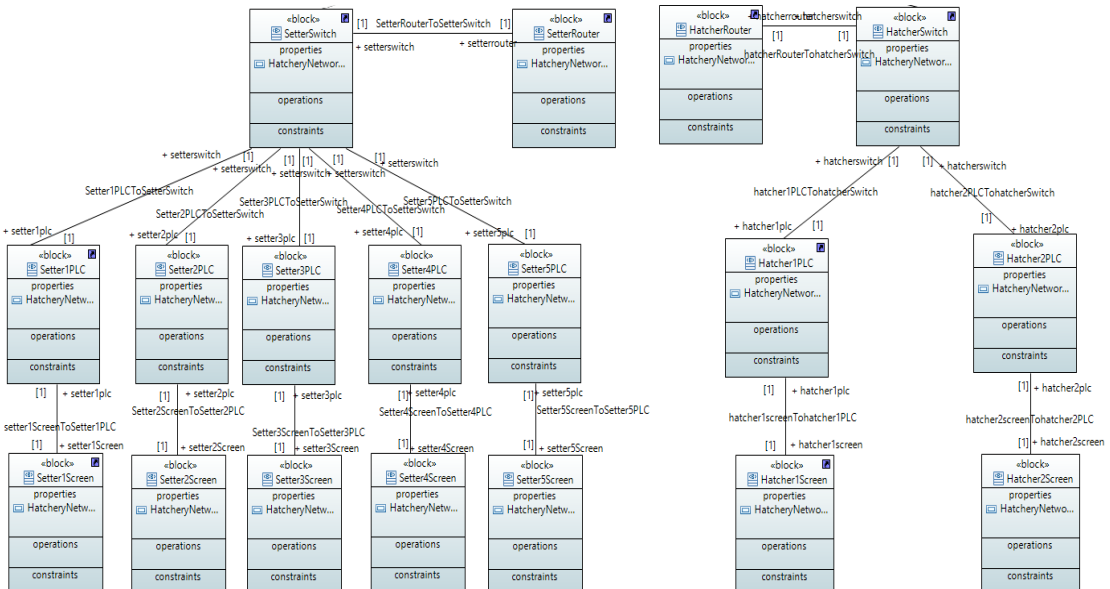 «block»
SetterSwitch
properties
HatcheryNetwor...
operations
constraints
[1] SetterRouterToSetterSwitch [1]
+ setterswitch
+ setterrouter
«block»
SetterRouter
properties
HatcheryNetwor...
operations
constraints
«block»
HatcherRouter
properties
HatcheryNetwor...
operations
constraints
+ hatcherrouter
+ hatcherswitch
[1]
[1]
hatcherRouterTohatcherSwitch
«block»
HatcherSwitch
properties
HatcheryNetwor...
operations
constraints
+ setterswitch
[1]
+ setterswitch
[1]
+ setterswitch
[1]
+ setterswitch
[1]
+ setterswitch
[1]
Setter1PLCToSetterSwitch
Setter2PLCToSetterSwitch
Setter3PLCToSetterSwitch
Setter4PLCToSetterSwitch
Setter5PLCToSetterSwitch
+ setter1plc
[1]
+ setter2plc
[1]
+ setter3plc
[1]
+ setter4plc
[1]
+ setter5plc
[1]
+ hatcherswitch
[1]
[1]
+ hatcherswitch
hatcher1PLCTohatcherSwitch
hatcher2PLCTohatcherSwitch
+ hatcher1plc
[1]
[1]
+ hatcher2plc
«block»
Setter1PLC
properties
HatcheryNetw...
operations
constraints
«block»
Setter2PLC
properties
HatcheryNetw...
operations
constraints
«block»
Setter3PLC
properties
HatcheryNetw...
operations
constraints
«block»
Setter4PLC
properties
HatcheryNetw...
operations
constraints
«block»
Setter5PLC
properties
HatcheryNetw...
operations
constraints
«block»
Hatcher1PLC
properties
HatcheryNetwor...
operations
constraints
«block»
Hatcher2PLC
properties
HatcheryNetwor...
operations
constraints
[1]
+ setter1plc
setter1ScreenToSetter1PLC
[1]
+ setter1Screen
[1]
+ setter2plc
Setter2ScreenToSetter2PLC
[1]
+ setter2Screen
[1]
+ setter3plc
Setter3ScreenToSetter3PLC
[1]
+ setter3Screen
[1]
+ setter4plc
Setter4ScreenToSetter4PLC
[1]
+ setter4Screen
[1]
+ setter5plc
Setter5ScreenToSetter5PLC
[1]
+ setter5Screen
[1]
+ hatcher1plc
hatcher1screenTohatcher1PLC
[1]
+ hatcher1screen
[1]
+ hatcher2plc
hatcher2screenTohatcher2PLC
[1]
+ hatcher2screen
«block»
Setter1Screen
properties
HatcheryNetw...
operations
constraints
«block»
Setter2Screen
properties
HatcheryNetw...
operations
constraints
«block»
Setter3Screen
properties
HatcheryNetw...
operations
constraints
«block»
Setter4Screen
properties
HatcheryNetw...
operations
constraints
«block»
Setter5Screen
properties
HatcheryNetw...
operations
constraints
«block»
Hatcher1Screen
properties
HatcheryNetwo...
operations
constraints
«block»
Hatcher2Screen
properties
HatcheryNetwo...
operations
constraints